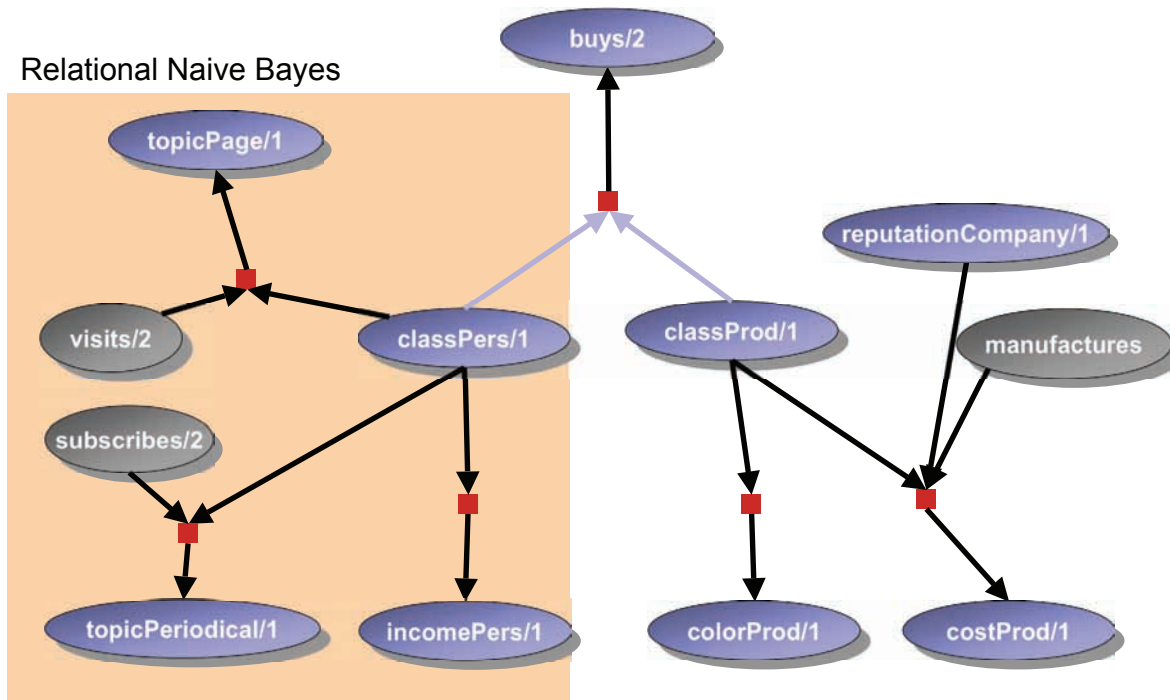 buys/2
Relational Naive Bayes
topicPage/1
reputationCompany/1
visits/2
classPers/1
classProd/1
manufactures
subscribes/2
topicPeriodical/1
incomePers/1
colorProd/1
costProd/1